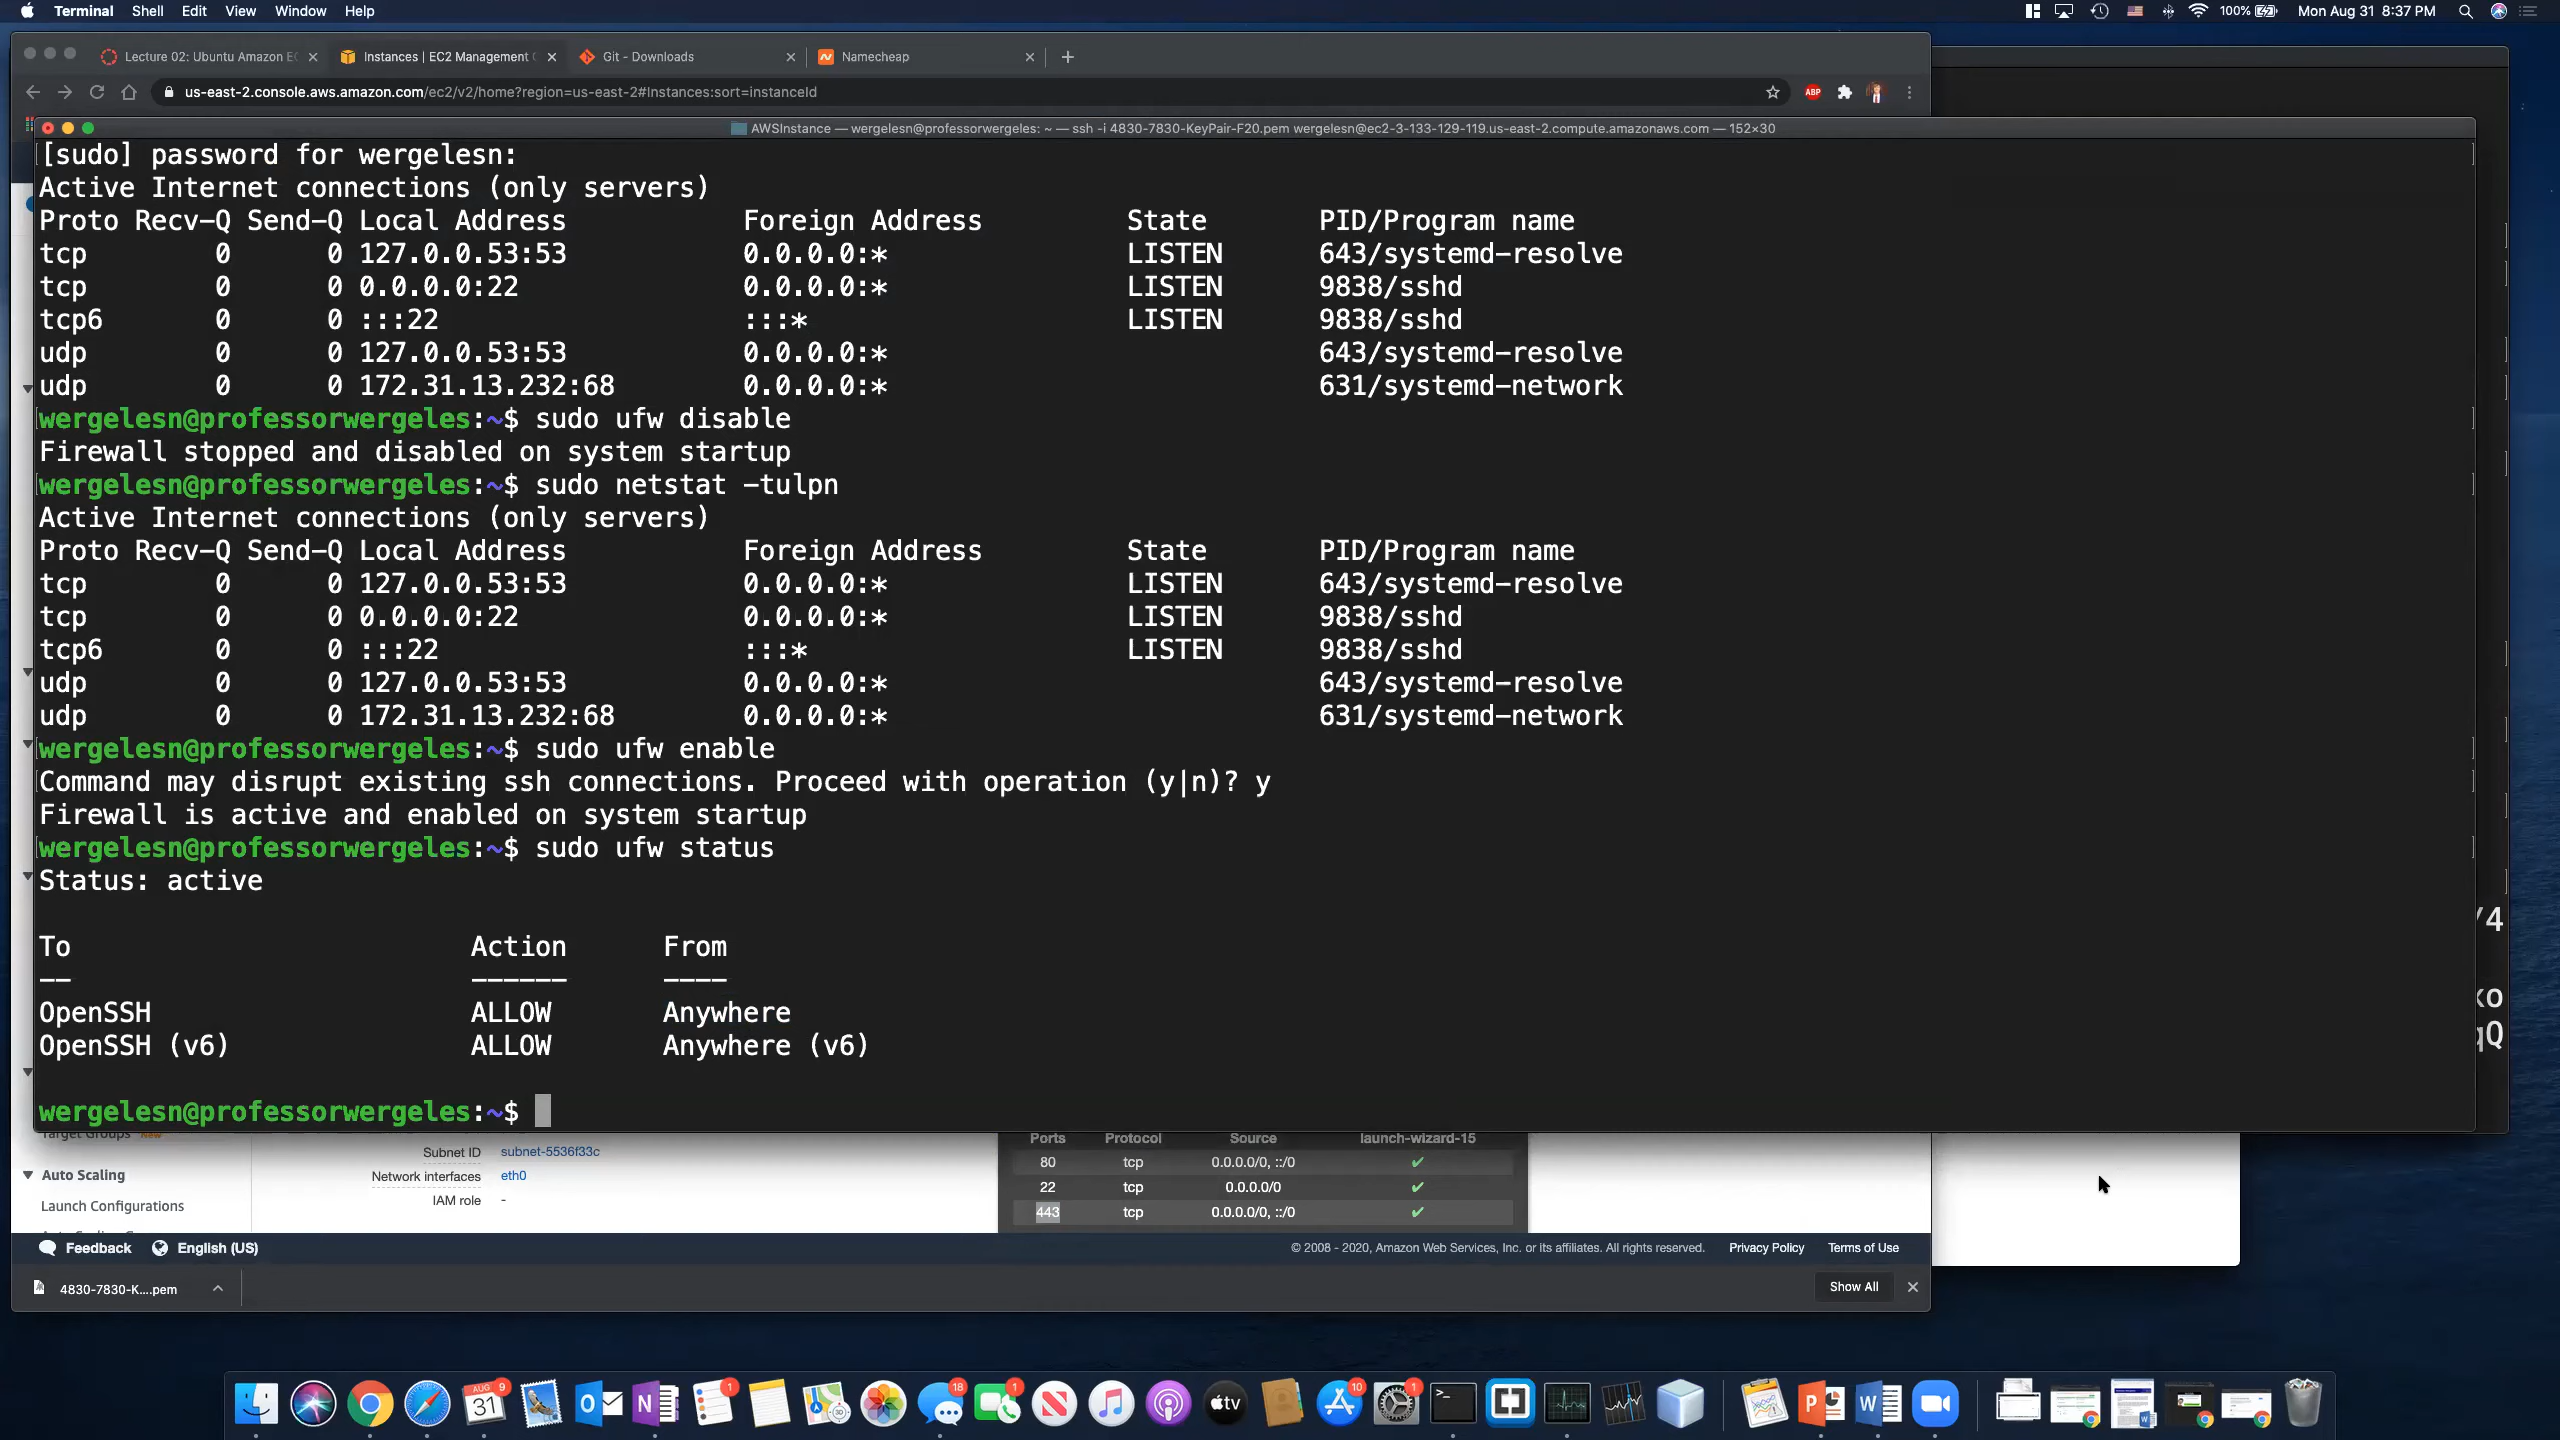 Terminal Shell Edit View Window Help 100% Mon Aug 31 8:37 PM
Lecture 02: Ubuntu Amazon EC Instances | EC2 Management C Git - Downloads Namecheap
us-east-2.console.aws.amazon.com/ec2/v2/home?region=us-east-2#Instances:sort=instanceId ABP
AWSInstance — wergelesn@professorwergeles: ~ — ssh -i 4830-7830-KeyPair-F20.pem wergelesn@ec2-3-133-129-119.us-east-2.compute.amazonaws.com — 152×30
[sudo] password for wergelesn:
Active Internet connections (only servers)
Proto Recv-Q Send-Q Local Address Foreign Address State PID/Program name
tcp 0 0 127.0.0.53:53 0.0.0.0:* LISTEN 643/systemd-resolve
tcp 0 0 0.0.0.0:22 0.0.0.0:* LISTEN 9838/sshd
tcp6 0 0 :::22 :::* LISTEN 9838/sshd
udp 0 0 127.0.0.53:53 0.0.0.0:* 643/systemd-resolve
udp 0 0 172.31.13.232:68 0.0.0.0:* 631/systemd-network
wergelesn@professorwergeles:~$ sudo ufw disable
Firewall stopped and disabled on system startup
wergelesn@professorwergeles:~$ sudo netstat -tulpn
Active Internet connections (only servers)
Proto Recv-Q Send-Q Local Address Foreign Address State PID/Program name
tcp 0 0 127.0.0.53:53 0.0.0.0:* LISTEN 643/systemd-resolve
tcp 0 0 0.0.0.0:22 0.0.0.0:* LISTEN 9838/sshd
tcp6 0 0 :::22 :::* LISTEN 9838/sshd
udp 0 0 127.0.0.53:53 0.0.0.0:* 643/systemd-resolve
udp 0 0 172.31.13.232:68 0.0.0.0:* 631/systemd-network
wergelesn@professorwergeles:~$ sudo ufw enable
Command may disrupt existing ssh connections. Proceed with operation (y|n)? y
Firewall is active and enabled on system startup
wergelesn@professorwergeles:~$ sudo ufw status
Status: active
To Action From
-- ------ ----
OpenSSH ALLOW Anywhere
OpenSSH (v6) ALLOW Anywhere (v6)
wergelesn@professorwergeles:~$
/4
xo
qQ
Target Groups New
Auto Scaling
Launch Configurations
Subnet ID subnet-5536f33c
Network interfaces eth0
IAM role -
Ports Protocol Source launch-wizard-15
80 tcp 0.0.0.0/0, ::/0 ✔
22 tcp 0.0.0.0/0 ✔
443 tcp 0.0.0.0/0, ::/0 ✔
Feedback English (US) © 2008 - 2020, Amazon Web Services, Inc. or its affiliates. All rights reserved. Privacy Policy Terms of Use
4830-7830-K....pem Show All
AUG 31 9 1 18 1 tv 10 1